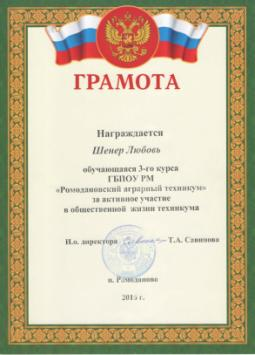 ГРАМОТА
Награждается
Шенер Любовь
обучающаяся 3-го курса
ГБПОУ РМ
«Ромодановский аграрный техникум»
за активное участие
в общественной жизни техникума
И.о. директора Т.А. Савинова
п. Ромоданово
2015 г.